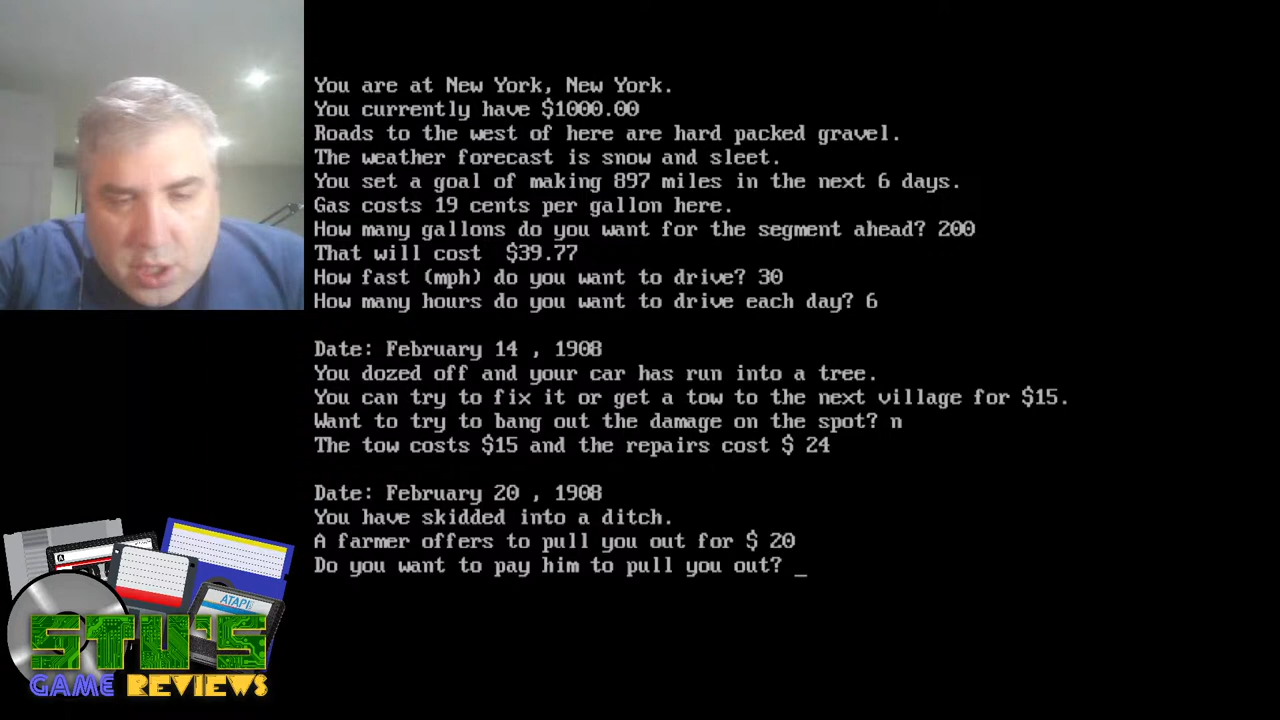 You are at New York, New York.
You currently have $1000.00
Roads to the west of here are hard packed gravel.
The weather forecast is snow and sleet.
You set a goal of making 897 miles in the next 6 days.
Gas costs 19 cents per gallon here.
How many gallons do you want for the segment ahead? 200
That will cost  $39.77
How fast (mph) do you want to drive? 30
How many hours do you want to drive each day? 6
Date: February 14 , 1908
You dozed off and your car has run into a tree.
You can try to fix it or get a tow to the next village for $15.
Want to try to bang out the damage on the spot? n
The tow costs $15 and the repairs cost $ 24
Date: February 20 , 1908
You have skidded into a ditch.
A farmer offers to pull you out for $ 20
Do you want to pay him to pull you out? _
ATAPI
STU'S
GAME REVIEWS